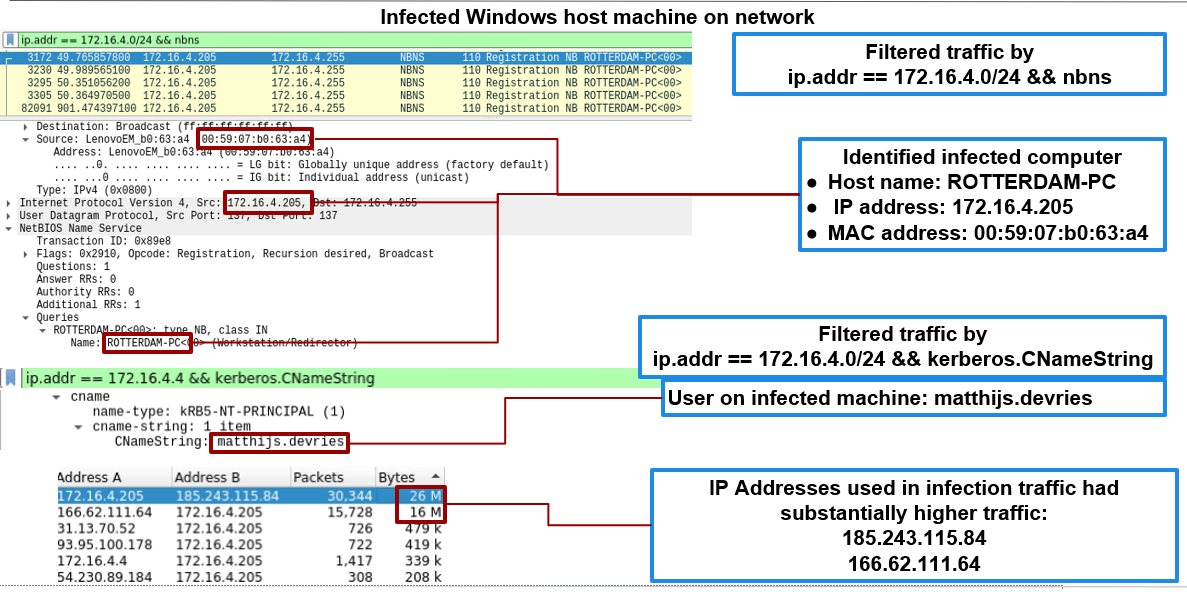 Infected Windows host machine on network
ip.addr == 172.16.4.0/24 && nbns
3172 49.765857800 172.16.4.205 172.16.4.255 NBNS 110 Registration NB ROTTERDAM-PC<00>
3230 49.989565100 172.16.4.205 172.16.4.255 NBNS 110 Registration NB ROTTERDAM-PC<00>
3295 50.351056200 172.16.4.205 172.16.4.255 NBNS 110 Registration NB ROTTERDAM-PC<00>
3305 50.364970500 172.16.4.205 172.16.4.255 NBNS 110 Registration NB ROTTERDAM-PC<00>
82091 901.474397100 172.16.4.205 172.16.4.255 NBNS 110 Registration NB ROTTERDAM-PC<00>
Filtered traffic by
ip.addr == 172.16.4.0/24 && nbns
Destination: Broadcast (ff:ff:ff:ff:ff:ff)
Source: LenovoEM_b0:63:a4 (00:59:07:b0:63:a4)
Address: LenovoEM_b0:63:a4 (00:59:07:b0:63:a4)
.... ..0. .... .... .... .... = LG bit: Globally unique address (factory default)
.... ...0 .... .... .... .... = IG bit: Individual address (unicast)
Type: IPv4 (0x0800)
Internet Protocol Version 4, Src: 172.16.4.205, Dst: 172.16.4.255
User Datagram Protocol, Src Port: 137, Dst Port: 137
NetBIOS Name Service
Transaction ID: 0x89e8
Flags: 0x2910, Opcode: Registration, Recursion desired, Broadcast
Questions: 1
Answer RRs: 0
Authority RRs: 0
Additional RRs: 1
Queries
ROTTERDAM-PC<00>: type NB, class IN
Name: ROTTERDAM-PC<00> (Workstation/Redirector)
Identified infected computer
● Host name: ROTTERDAM-PC
● IP address: 172.16.4.205
● MAC address: 00:59:07:b0:63:a4
Filtered traffic by
ip.addr == 172.16.4.0/24 && kerberos.CNameString
ip.addr == 172.16.4.4 && kerberos.CNameString
cname
name-type: kRB5-NT-PRINCIPAL (1)
cname-string: 1 item
CNameString: matthijs.devries
User on infected machine: matthijs.devries
Address A Address B Packets Bytes
172.16.4.205 185.243.115.84 30,344 26 M
166.62.111.64 172.16.4.205 15,728 16 M
31.13.70.52 172.16.4.205 726 479 k
93.95.100.178 172.16.4.205 722 419 k
172.16.4.4 172.16.4.205 1,417 339 k
54.230.89.184 172.16.4.205 308 208 k
IP Addresses used in infection traffic had
substantially higher traffic:
185.243.115.84
166.62.111.64